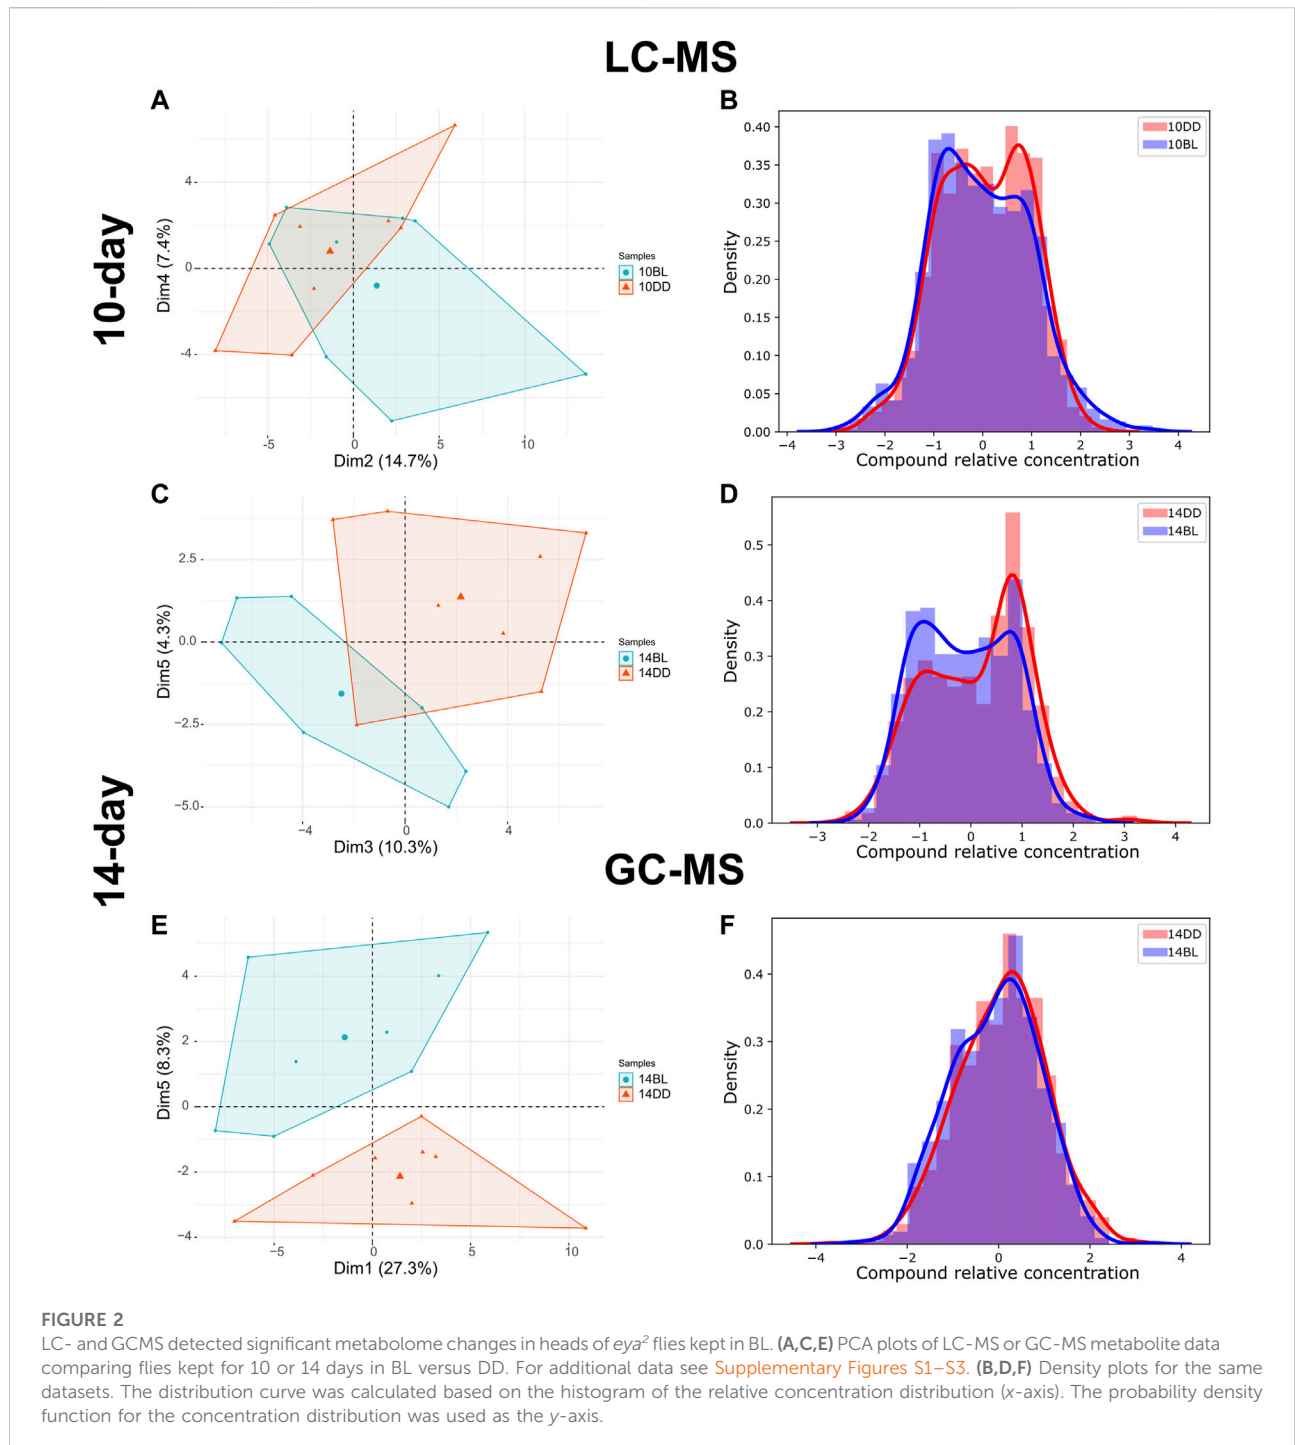 LC-MS
10-day
A
4
0
-4
-5
0
5
10
Dim4 (7.4%)
Dim2 (14.7%)
Samples
10BL
10DD
B
0.40
0.35
0.30
0.25
0.20
0.15
0.10
0.05
0.00
−4 −3 −2 −1 0 1 2 3 4
Density
Compound relative concentration
10DD
10BL
14-day
C
2.5
0.0
−2.5
−5.0
−4 0 4
Dim5 (4.3%)
Dim3 (10.3%)
Samples
14BL
14DD
D
0.5
0.4
0.3
0.2
0.1
0.0
−3 −2 −1 0 1 2 3 4
Density
Compound relative concentration
14DD
14BL
GC-MS
E
4
2
0
-2
−4
−5 0 5 10
Dim5 (8.3%)
Dim1 (27.3%)
Samples
14BL
14DD
F
0.4
0.3
0.2
0.1
0.0
−4 −2 0 2 4
Density
Compound relative concentration
14DD
14BL
FIGURE 2
LC- and GCMS detected significant metabolome changes in heads of eya² flies kept in BL. (A,C,E) PCA plots of LC-MS or GC-MS metabolite data
comparing flies kept for 10 or 14 days in BL versus DD. For additional data see Supplementary Figures S1–S3. (B,D,F) Density plots for the same
datasets. The distribution curve was calculated based on the histogram of the relative concentration distribution (x-axis). The probability density
function for the concentration distribution was used as the y-axis.